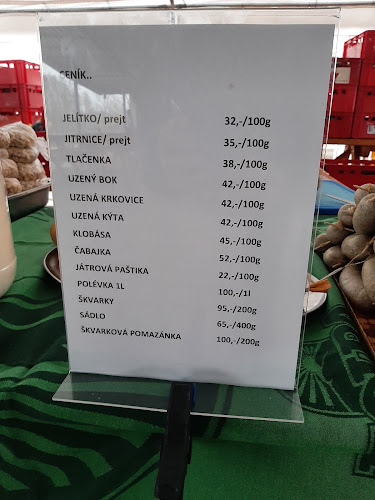 CENÍK..
JELÍTKO/ prejt 32,-/100g
JITRNICE/ prejt 35,-/100g
TLAČENKA 38,-/100g
UZENÝ BOK 42,-/100g
UZENÁ KRKOVICE 42,-/100g
UZENÁ KÝTA 42,-/100g
KLOBÁSA 45,-/100g
ČABAJKA 52,-/100g
JÁTROVÁ PAŠTIKA 22,-/100g
POLÉVKA 1L 100,-/1l
ŠKVARKY 95,-/200g
SÁDLO 65,-/400g
ŠKVARKOVÁ POMAZÁNKA 100,-/200g